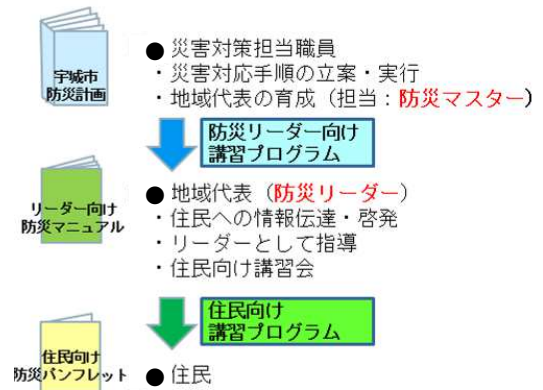 宇城市
防災計画
● 災害対策担当職員
・災害対応手順の立案・実行
・地域代表の育成（担当：防災マスター）
防災リーダー向け
講習プログラム
リーダー向け
防災マニュアル
● 地域代表（防災リーダー）
・住民への情報伝達・啓発
・リーダーとして指導
・住民向け講習会
住民向け
講習プログラム
住民向け
防災パンフレット
● 住民